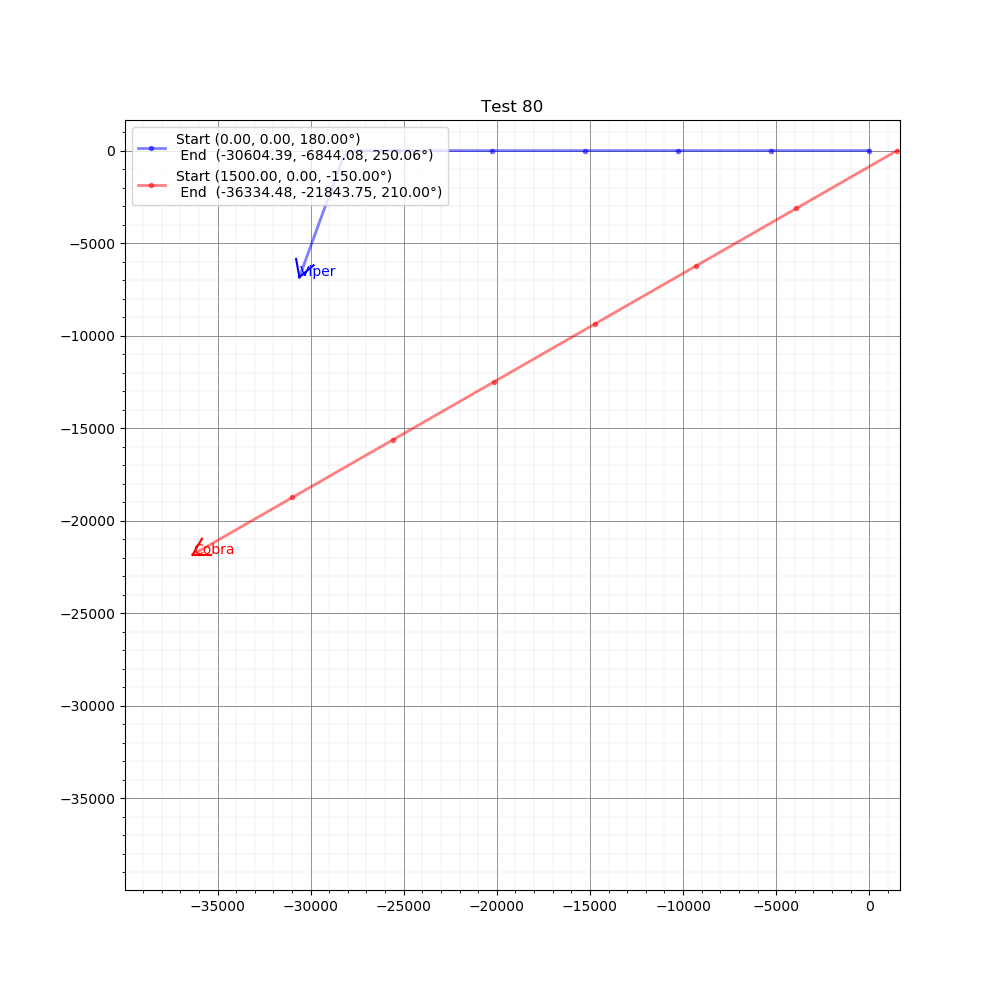 Test 80
Start (0.00, 0.00, 180.00°)
End (-30604.39, -6844.08, 250.06°)
Start (1500.00, 0.00, -150.00°)
End (-36334.48, -21843.75, 210.00°)
0
−5000
−10000
−15000
−20000
−25000
−30000
−35000
Viper
Cobra
−35000 −30000 −25000 −20000 −15000 −10000 −5000 0